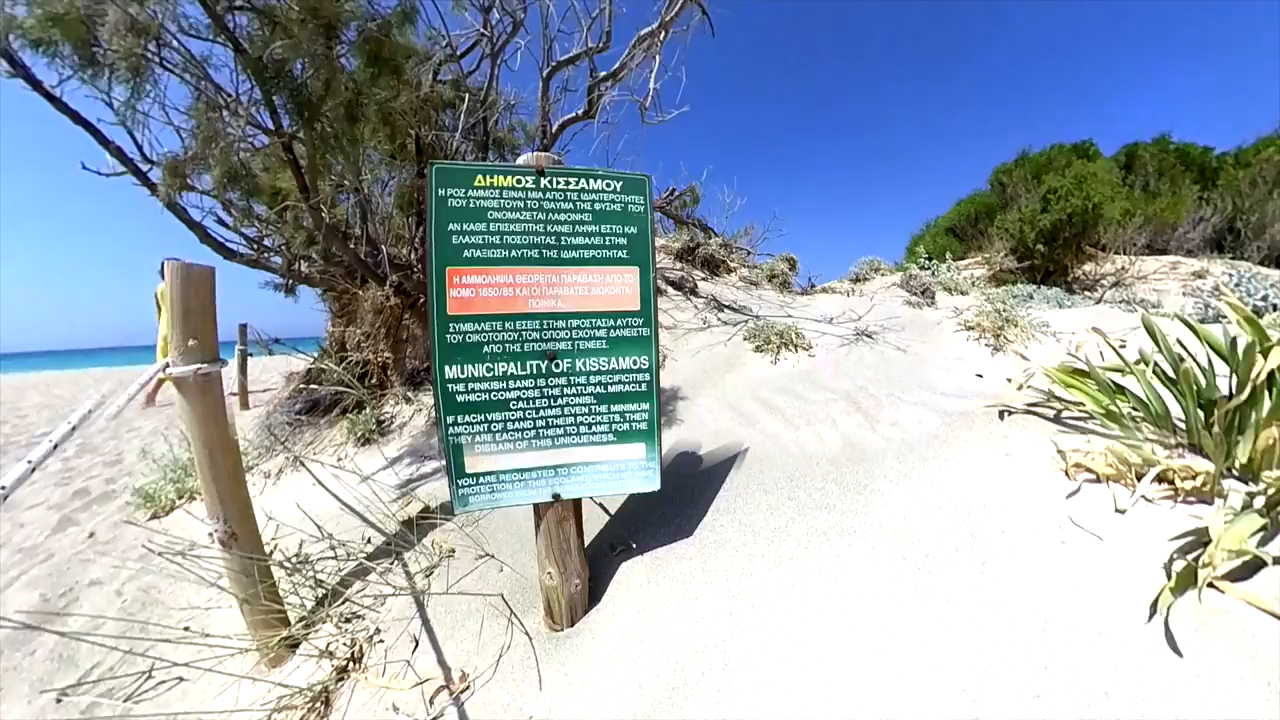 ΔΗΜΟΣ ΚΙΣΣΑΜΟΥ
Η ΡΟΖ ΑΜΜΟΣ ΕΙΝΑΙ ΜΙΑ ΑΠΟ ΤΙΣ ΙΔΙΑΙΤΕΡΟΤΗΤΕΣ
ΠΟΥ ΣΥΝΘΕΤΟΥΝ ΤΟ "ΘΑΥΜΑ ΤΗΣ ΦΥΣΗΣ" ΠΟΥ
ΟΝΟΜΑΖΕΤΑΙ ΛΑΦΟΝΗΣΙ
ΑΝ ΚΑΘΕ ΕΠΙΣΚΕΠΤΗΣ ΚΑΝΕΙ ΛΗΨΗ ΕΣΤΩ ΚΑΙ
ΕΛΑΧΙΣΤΗΣ ΠΟΣΟΤΗΤΑΣ, ΣΥΜΒΑΛΕΙ ΣΤΗΝ
ΑΠΑΞΙΩΣΗ ΑΥΤΗΣ ΤΗΣ ΙΔΙΑΙΤΕΡΟΤΗΤΑΣ.
Η ΑΜΜΟΛΗΨΙΑ ΘΕΩΡΕΙΤΑΙ ΠΑΡΑΒΑΣΗ ΑΠΟ ΤΟ
ΝΟΜΟ 1650/85 ΚΑΙ ΟΙ ΠΑΡΑΒΑΤΕΣ ΔΙΩΚΟΝΤΑΙ
ΠΟΙΝΙΚΑ.
ΣΥΜΒΑΛΕΤΕ ΚΙ ΕΣΕΙΣ ΣΤΗΝ ΠΡΟΣΤΑΣΙΑ ΑΥΤΟΥ
ΤΟΥ ΟΙΚΟΤΟΠΟΥ,ΤΟΝ ΟΠΟΙΟ ΕΧΟΥΜΕ ΔΑΝΕΙΣΤΕΙ
ΑΠΟ ΤΙΣ ΕΠΟΜΕΝΕΣ ΓΕΝΕΕΣ.
MUNICIPALITY OF KISSAMOS
THE PINKISH SAND IS ONE THE SPECIFICITIES
WHICH COMPOSE THE NATURAL MIRACLE
CALLED LAFONISI.
IF EACH VISITOR CLAIMS EVEN THE MINIMUM
AMOUNT OF SAND IN THEIR POCKETS, THEN
THEY ARE EACH OF THEM TO BLAME FOR THE
DISBAIN OF THIS UNIQUENESS.
YOU ARE REQUESTED TO CONTRIBUTE TO THE
PROTECTION OF THIS ECOLAND, WHICH WE HAVE
BORROWED FROM THE